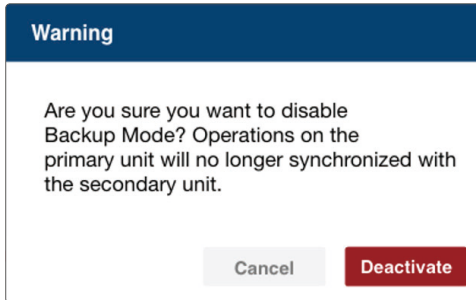 Warning
Are you sure you want to disable
Backup Mode? Operations on the
primary unit will no longer synchronized with
the secondary unit.
Cancel
Deactivate